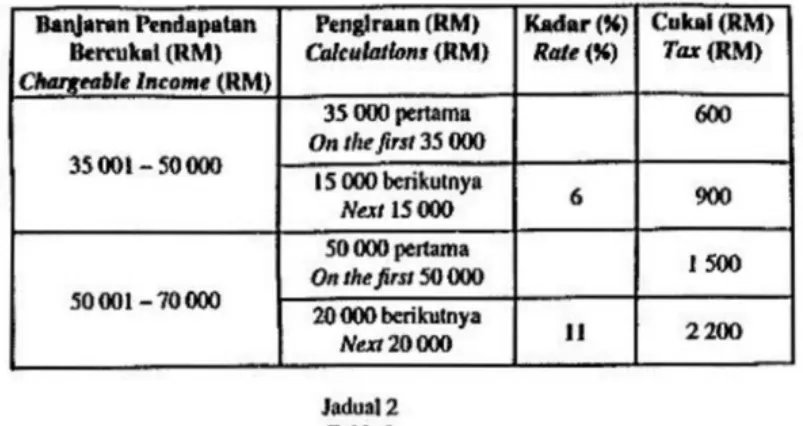 Banjaran Pendapatan
Bercukai (RM)
Chargeable Income (RM)
Pengiraan (RM)
Calculations (RM)
Kadar (%)
Rate (%)
Cukai (RM)
Tax (RM)
35 001 – 50 000
35 000 pertama
On the first 35 000
600
15 000 berikutnya
Next 15 000
6
900
50 001 – 70 000
50 000 pertama
On the first 50 000
1 500
20 000 berikutnya
Next 20 000
11
2 200
Jadual 2